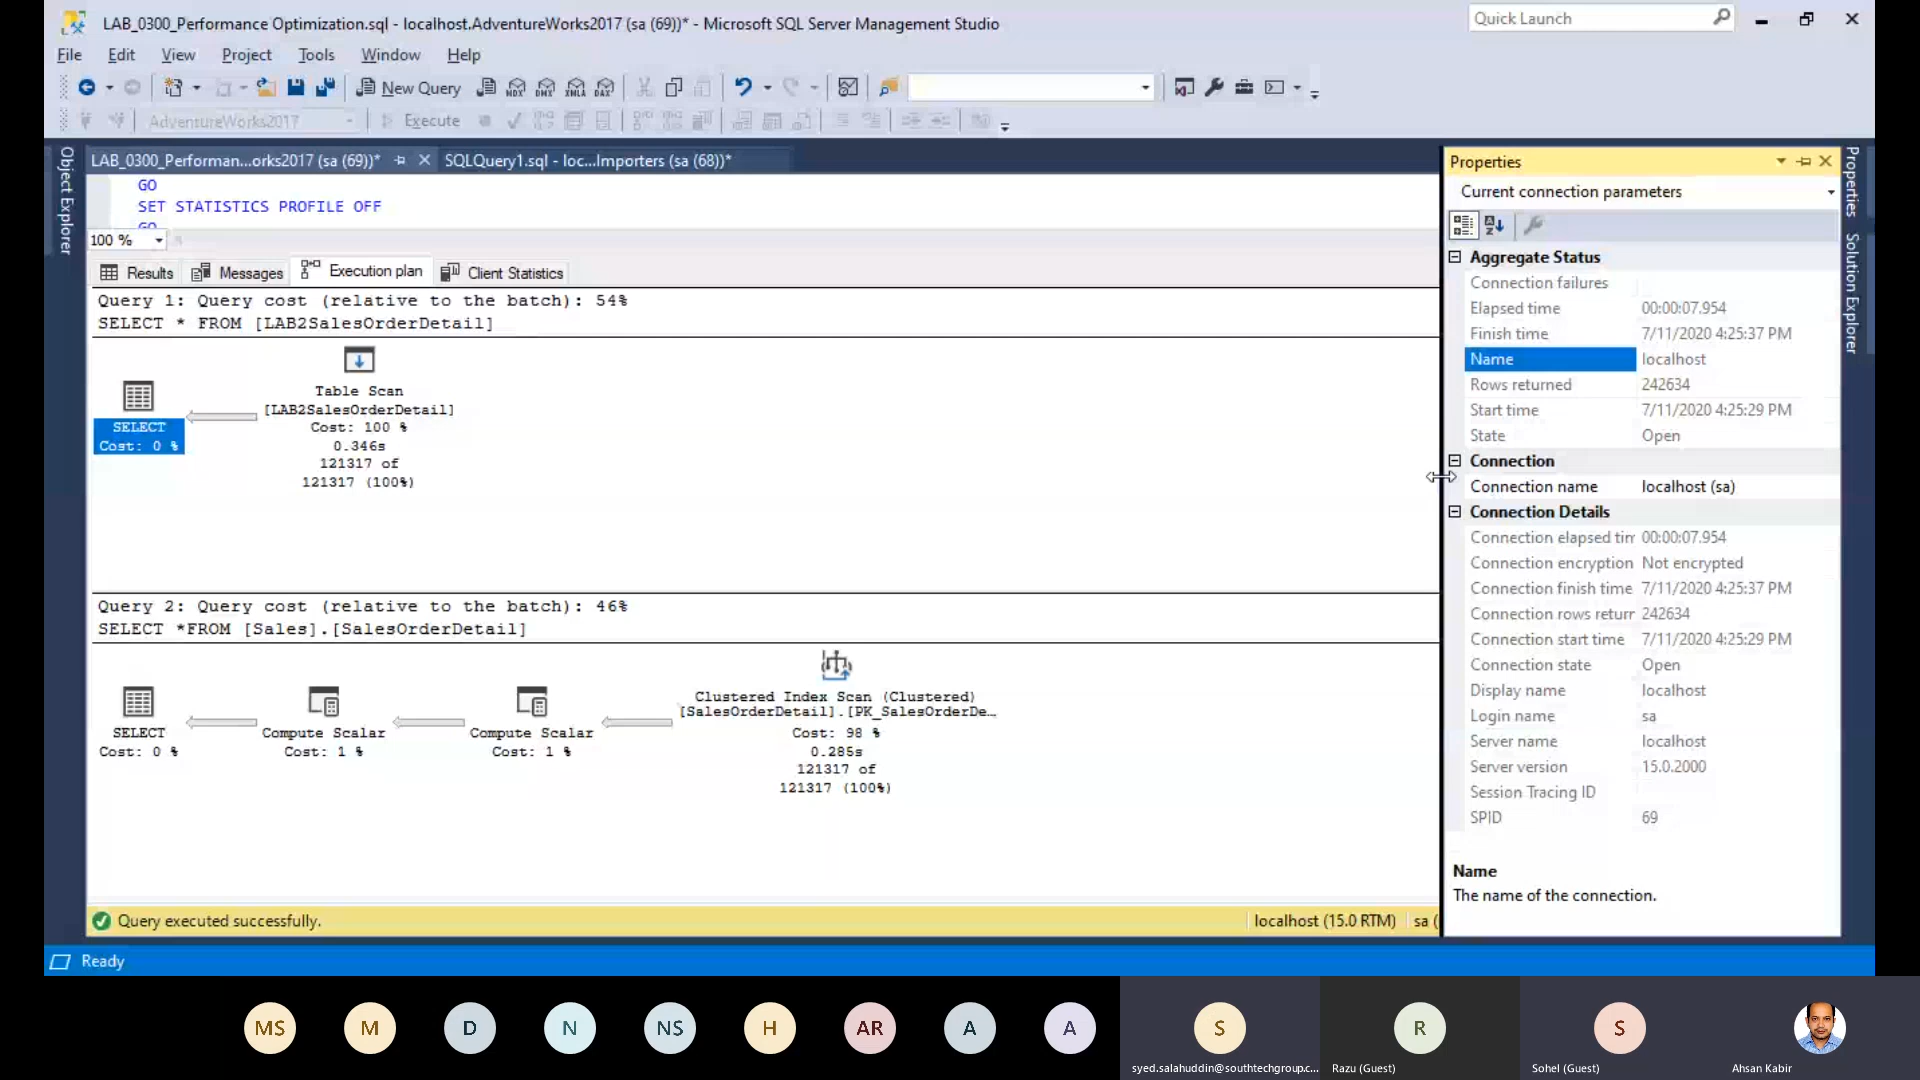 LAB_0300_Performance Optimization.sql - localhost.AdventureWorks2017 (sa (69))* - Microsoft SQL Server Management Studio
Quick Launch
File Edit View Project Tools Window Help
New Query
MDX DMX XMLA DAX
AdventureWorks2017
Execute
LAB_0300_Performan...orks2017 (sa (69))*
SQLQuery1.sql - loc...Importers (sa (68))*
Object Explorer
GO
SET STATISTICS PROFILE OFF
GO
100 %
Results Messages Execution plan Client Statistics
Query 1: Query cost (relative to the batch): 54%
SELECT * FROM [LAB2SalesOrderDetail]
SELECT
Cost: 0 %
Table Scan
[LAB2SalesOrderDetail]
Cost: 100 %
0.346s
121317 of
121317 (100%)
Query 2: Query cost (relative to the batch): 46%
SELECT *FROM [Sales].[SalesOrderDetail]
SELECT
Cost: 0 %
Compute Scalar
Cost: 1 %
Compute Scalar
Cost: 1 %
Clustered Index Scan (Clustered)
[SalesOrderDetail].[PK_SalesOrderDe…
Cost: 98 %
0.285s
121317 of
121317 (100%)
Query executed successfully.
localhost (15.0 RTM) sa (
Properties
Current connection parameters
Aggregate Status
Connection failures
Elapsed time 00:00:07.954
Finish time 7/11/2020 4:25:37 PM
Name localhost
Rows returned 242634
Start time 7/11/2020 4:25:29 PM
State Open
Connection
Connection name localhost (sa)
Connection Details
Connection elapsed tim 00:00:07.954
Connection encryption Not encrypted
Connection finish time 7/11/2020 4:25:37 PM
Connection rows returr 242634
Connection start time 7/11/2020 4:25:29 PM
Connection state Open
Display name localhost
Login name sa
Server name localhost
Server version 15.0.2000
Session Tracing ID
SPID 69
Name
The name of the connection.
Properties
Solution Explorer
Ready
MS M D N NS H AR A A S R S
syed.salahuddin@southtechgroup.c...
Razu (Guest)
Sohel (Guest)
Ahsan Kabir